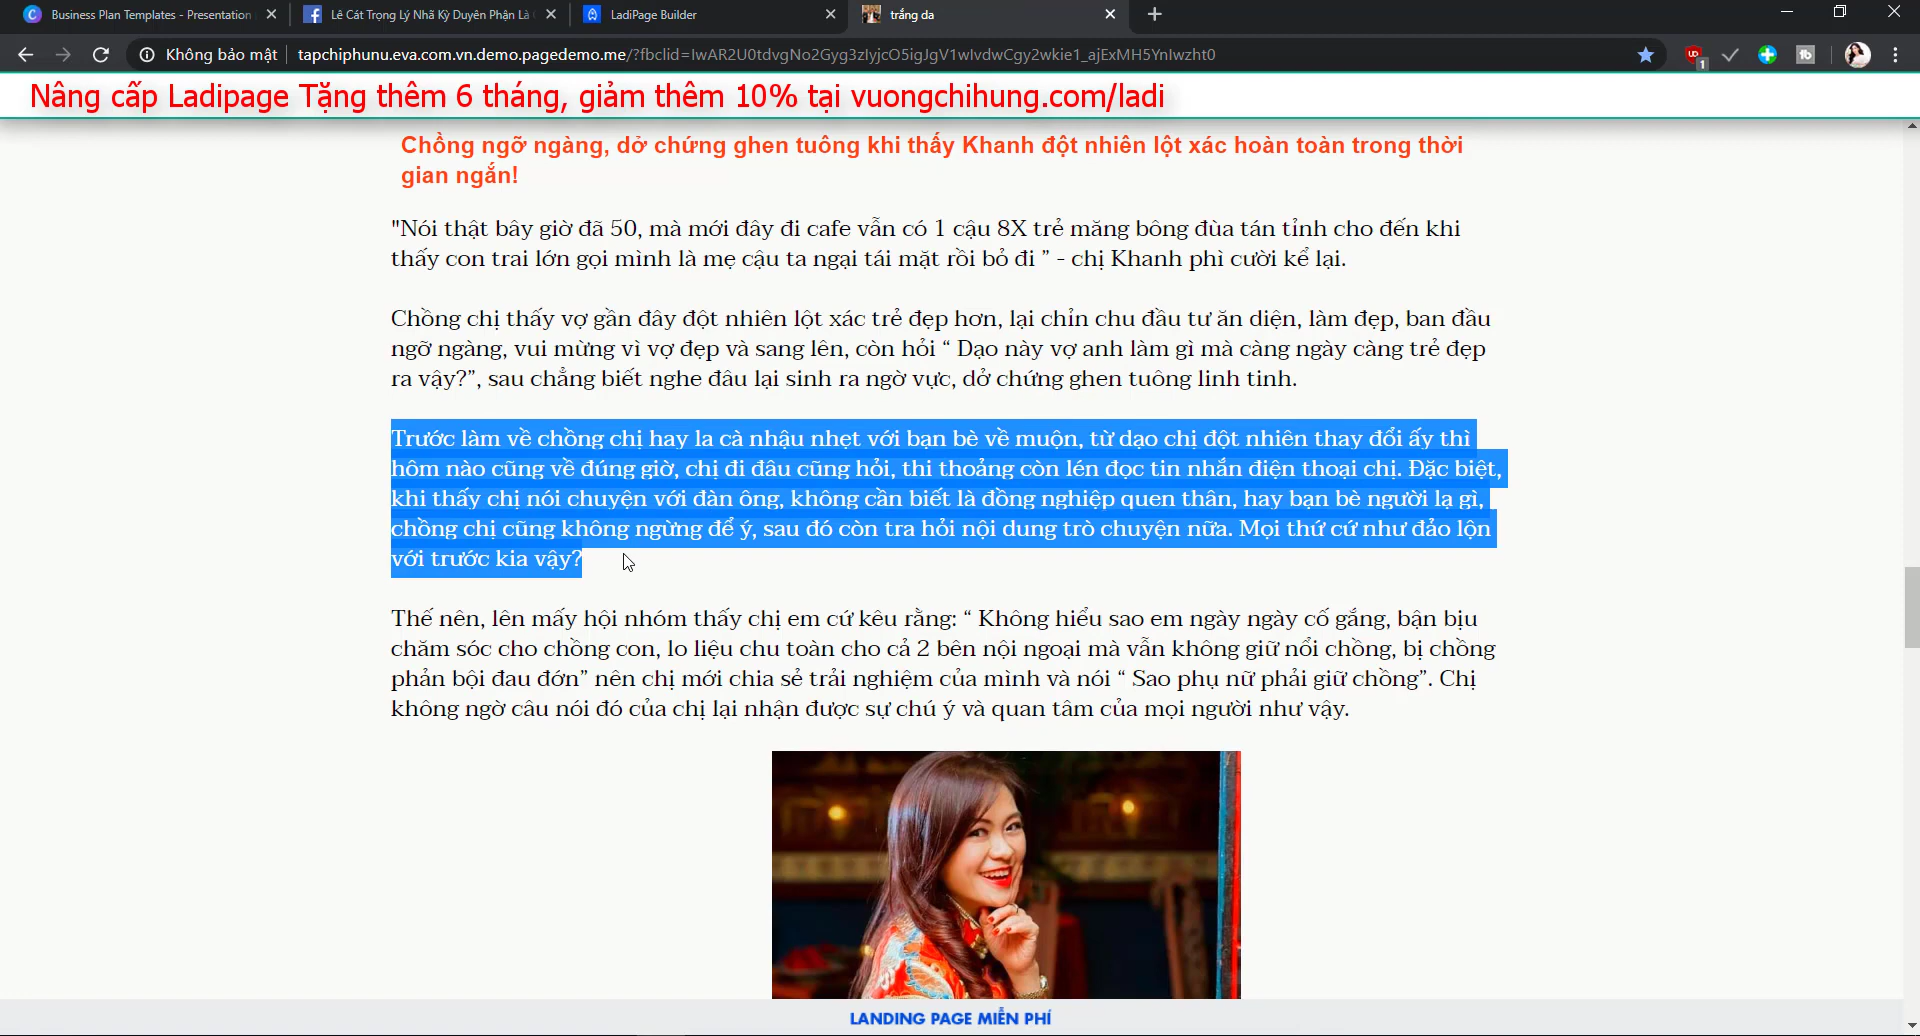 Business Plan Templates - Presentation
Lê Cát Trọng Lý Nhã Kỳ Duyên Phận Là
LadiPage Builder
trắng da
Không bảo mật
tapchiphunu.eva.com.vn.demo.pagedemo.me/?fbclid=IwAR2U0tdvgNo2Gyg3zIyjcO5igJgV1wIvdwCgy2wkie1_ajExMH5YnIwzht0
Nâng cấp Ladipage Tặng thêm 6 tháng, giảm thêm 10% tại vuongchihung.com/ladi
Chồng ngỡ ngàng, dở chứng ghen tuông khi thấy Khanh đột nhiên lột xác hoàn toàn trong thời
gian ngắn!
"Nói thật bây giờ đã 50, mà mới đây đi cafe vẫn có 1 cậu 8X trẻ măng bông đùa tán tỉnh cho đến khi
thấy con trai lớn gọi mình là mẹ cậu ta ngại tái mặt rồi bỏ đi ” - chị Khanh phì cười kể lại.
Chồng chị thấy vợ gần đây đột nhiên lột xác trẻ đẹp hơn, lại chỉn chu đầu tư ăn diện, làm đẹp, ban đầu
ngỡ ngàng, vui mừng vì vợ đẹp và sang lên, còn hỏi “ Dạo này vợ anh làm gì mà càng ngày càng trẻ đẹp
ra vậy?”, sau chẳng biết nghe đâu lại sinh ra ngờ vực, dở chứng ghen tuông linh tinh.
Trước làm về chồng chị hay la cà nhậu nhẹt với bạn bè về muộn, từ dạo chị đột nhiên thay đổi ấy thì
hôm nào cũng về đúng giờ, chị đi đâu cũng hỏi, thi thoảng còn lén đọc tin nhắn điện thoại chị. Đặc biệt,
khi thấy chị nói chuyện với đàn ông, không cần biết là đồng nghiệp quen thân, hay bạn bè người lạ gì,
chồng chị cũng không ngừng để ý, sau đó còn tra hỏi nội dung trò chuyện nữa. Mọi thứ cứ như đảo lộn
với trước kia vậy?
Thế nên, lên mấy hội nhóm thấy chị em cứ kêu rằng: “ Không hiểu sao em ngày ngày cố gắng, bận bịu
chăm sóc cho chồng con, lo liệu chu toàn cho cả 2 bên nội ngoại mà vẫn không giữ nổi chồng, bị chồng
phản bội đau đớn” nên chị mới chia sẻ trải nghiệm của mình và nói “ Sao phụ nữ phải giữ chồng”. Chị
không ngờ câu nói đó của chị lại nhận được sự chú ý và quan tâm của mọi người như vậy.
LANDING PAGE MIỄN PHÍ